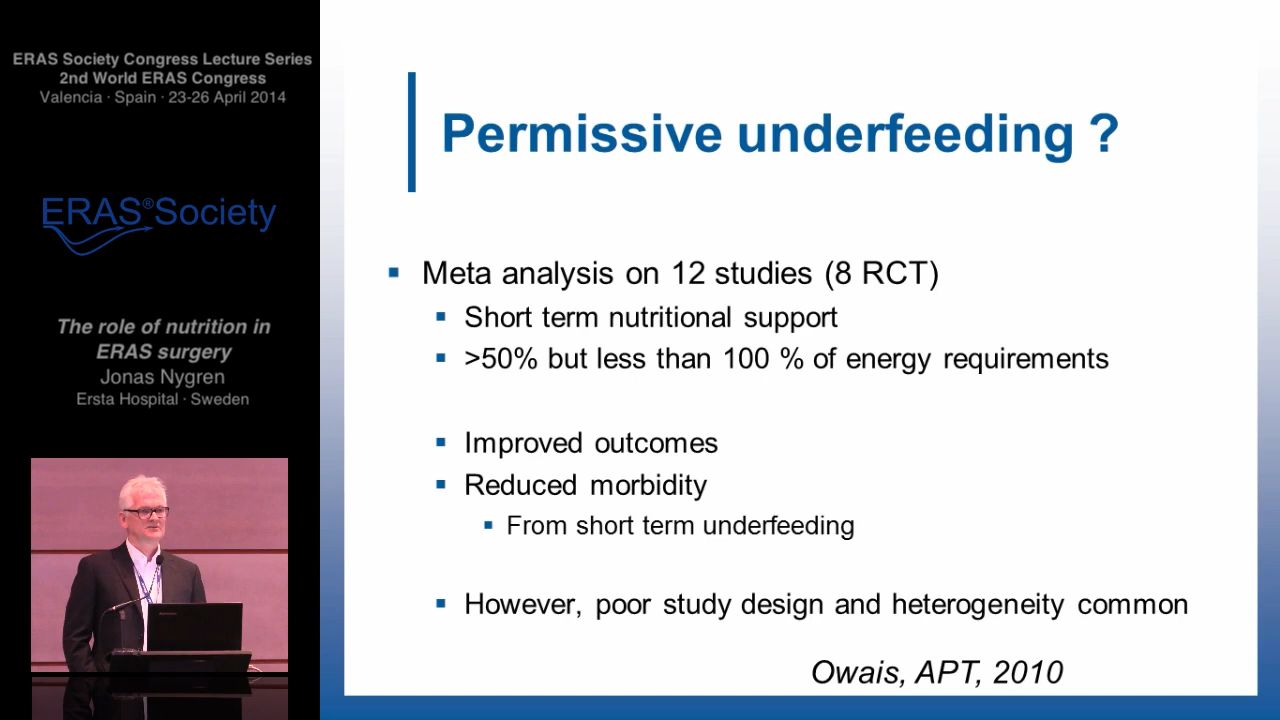 ERAS Society Congress Lecture Series
2nd World ERAS Congress
Valencia · Spain · 23-26 April 2014
ERAS®Society
The role of nutrition in
ERAS surgery
Jonas Nygren
Ersta Hospital · Sweden
Permissive underfeeding ?
Meta analysis on 12 studies (8 RCT)
Short term nutritional support
>50% but less than 100 % of energy requirements
Improved outcomes
Reduced morbidity
From short term underfeeding
However, poor study design and heterogeneity common
Owais, APT, 2010